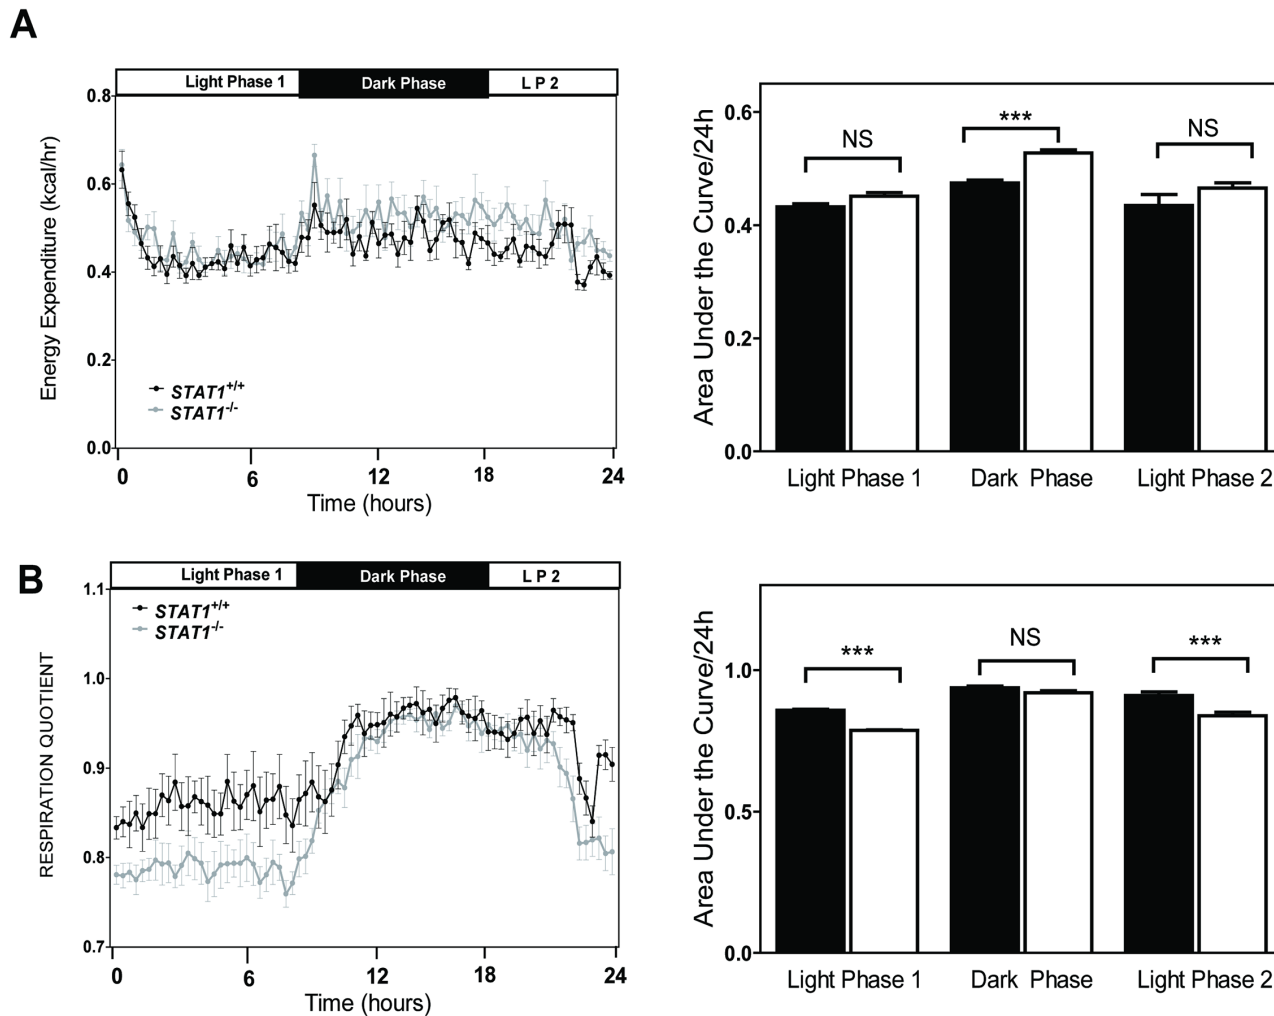 A
Light Phase 1 Dark Phase L P 2
0.8
0.6
0.4
0.2
0.0
Energy Expenditure (kcal/hr)
STAT1+/+
STAT1-/-
0 6 12 18 24
Time (hours)
0.6
0.4
0.2
0.0
Area Under the Curve/24h
NS *** NS
Light Phase 1 Dark Phase Light Phase 2
B
Light Phase 1 Dark Phase L P 2
1.1
1.0
0.9
0.8
0.7
RESPIRATION QUOTIENT
STAT1+/+
STAT1-/-
0 6 12 18 24
Time (hours)
1.0
0.5
0.0
Area Under the Curve/24h
*** NS ***
Light Phase 1 Dark Phase Light Phase 2